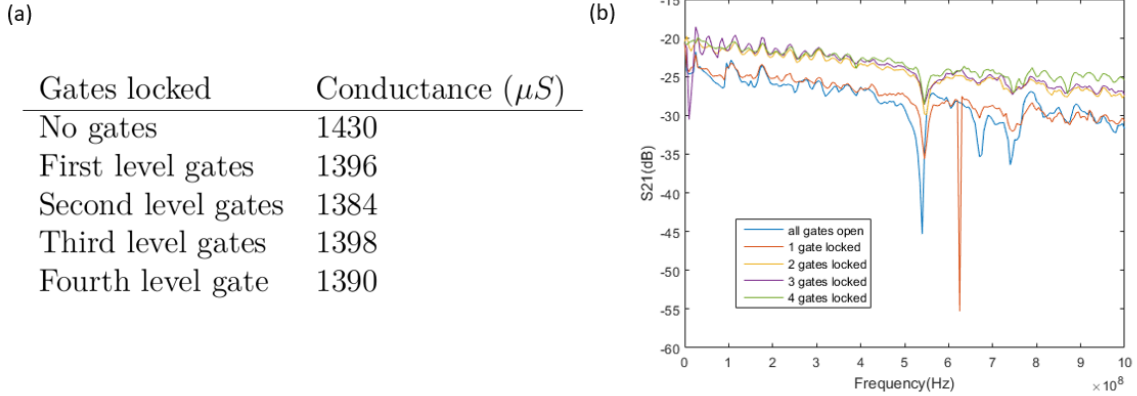 (a)
Gates locked Conductance (μS)
No gates 1430
First level gates 1396
Second level gates 1384
Third level gates 1398
Fourth level gate 1390
(b)
-15
-20
-25
-30
-35
-40
-45
-50
-55
-60
S21(dB)
all gates open
1 gate locked
2 gates locked
3 gates locked
4 gates locked
0 1 2 3 4 5 6 7 8 9 10
Frequency(Hz)
×10⁸